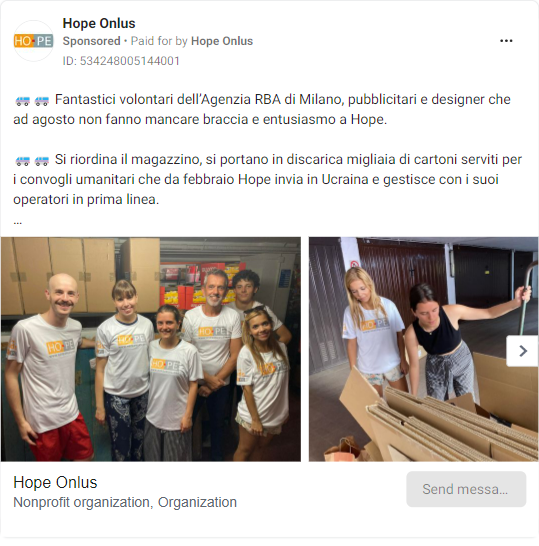 Hope Onlus
Sponsored • Paid for by Hope Onlus
ID: 534248005144001
HOPE
🚐 🚐 Fantastici volontari dell'Agenzia RBA di Milano, pubblicitari e designer che
ad agosto non fanno mancare braccia e entusiasmo a Hope.
🚐 🚐 Si riordina il magazzino, si portano in discarica migliaia di cartoni serviti per
i convogli umanitari che da febbraio Hope invia in Ucraina e gestisce con i suoi
operatori in prima linea.
...
HOPE
HOPE
HOPE
HOPE
HOPE
Hope Onlus
Nonprofit organization, Organization
Send messa...